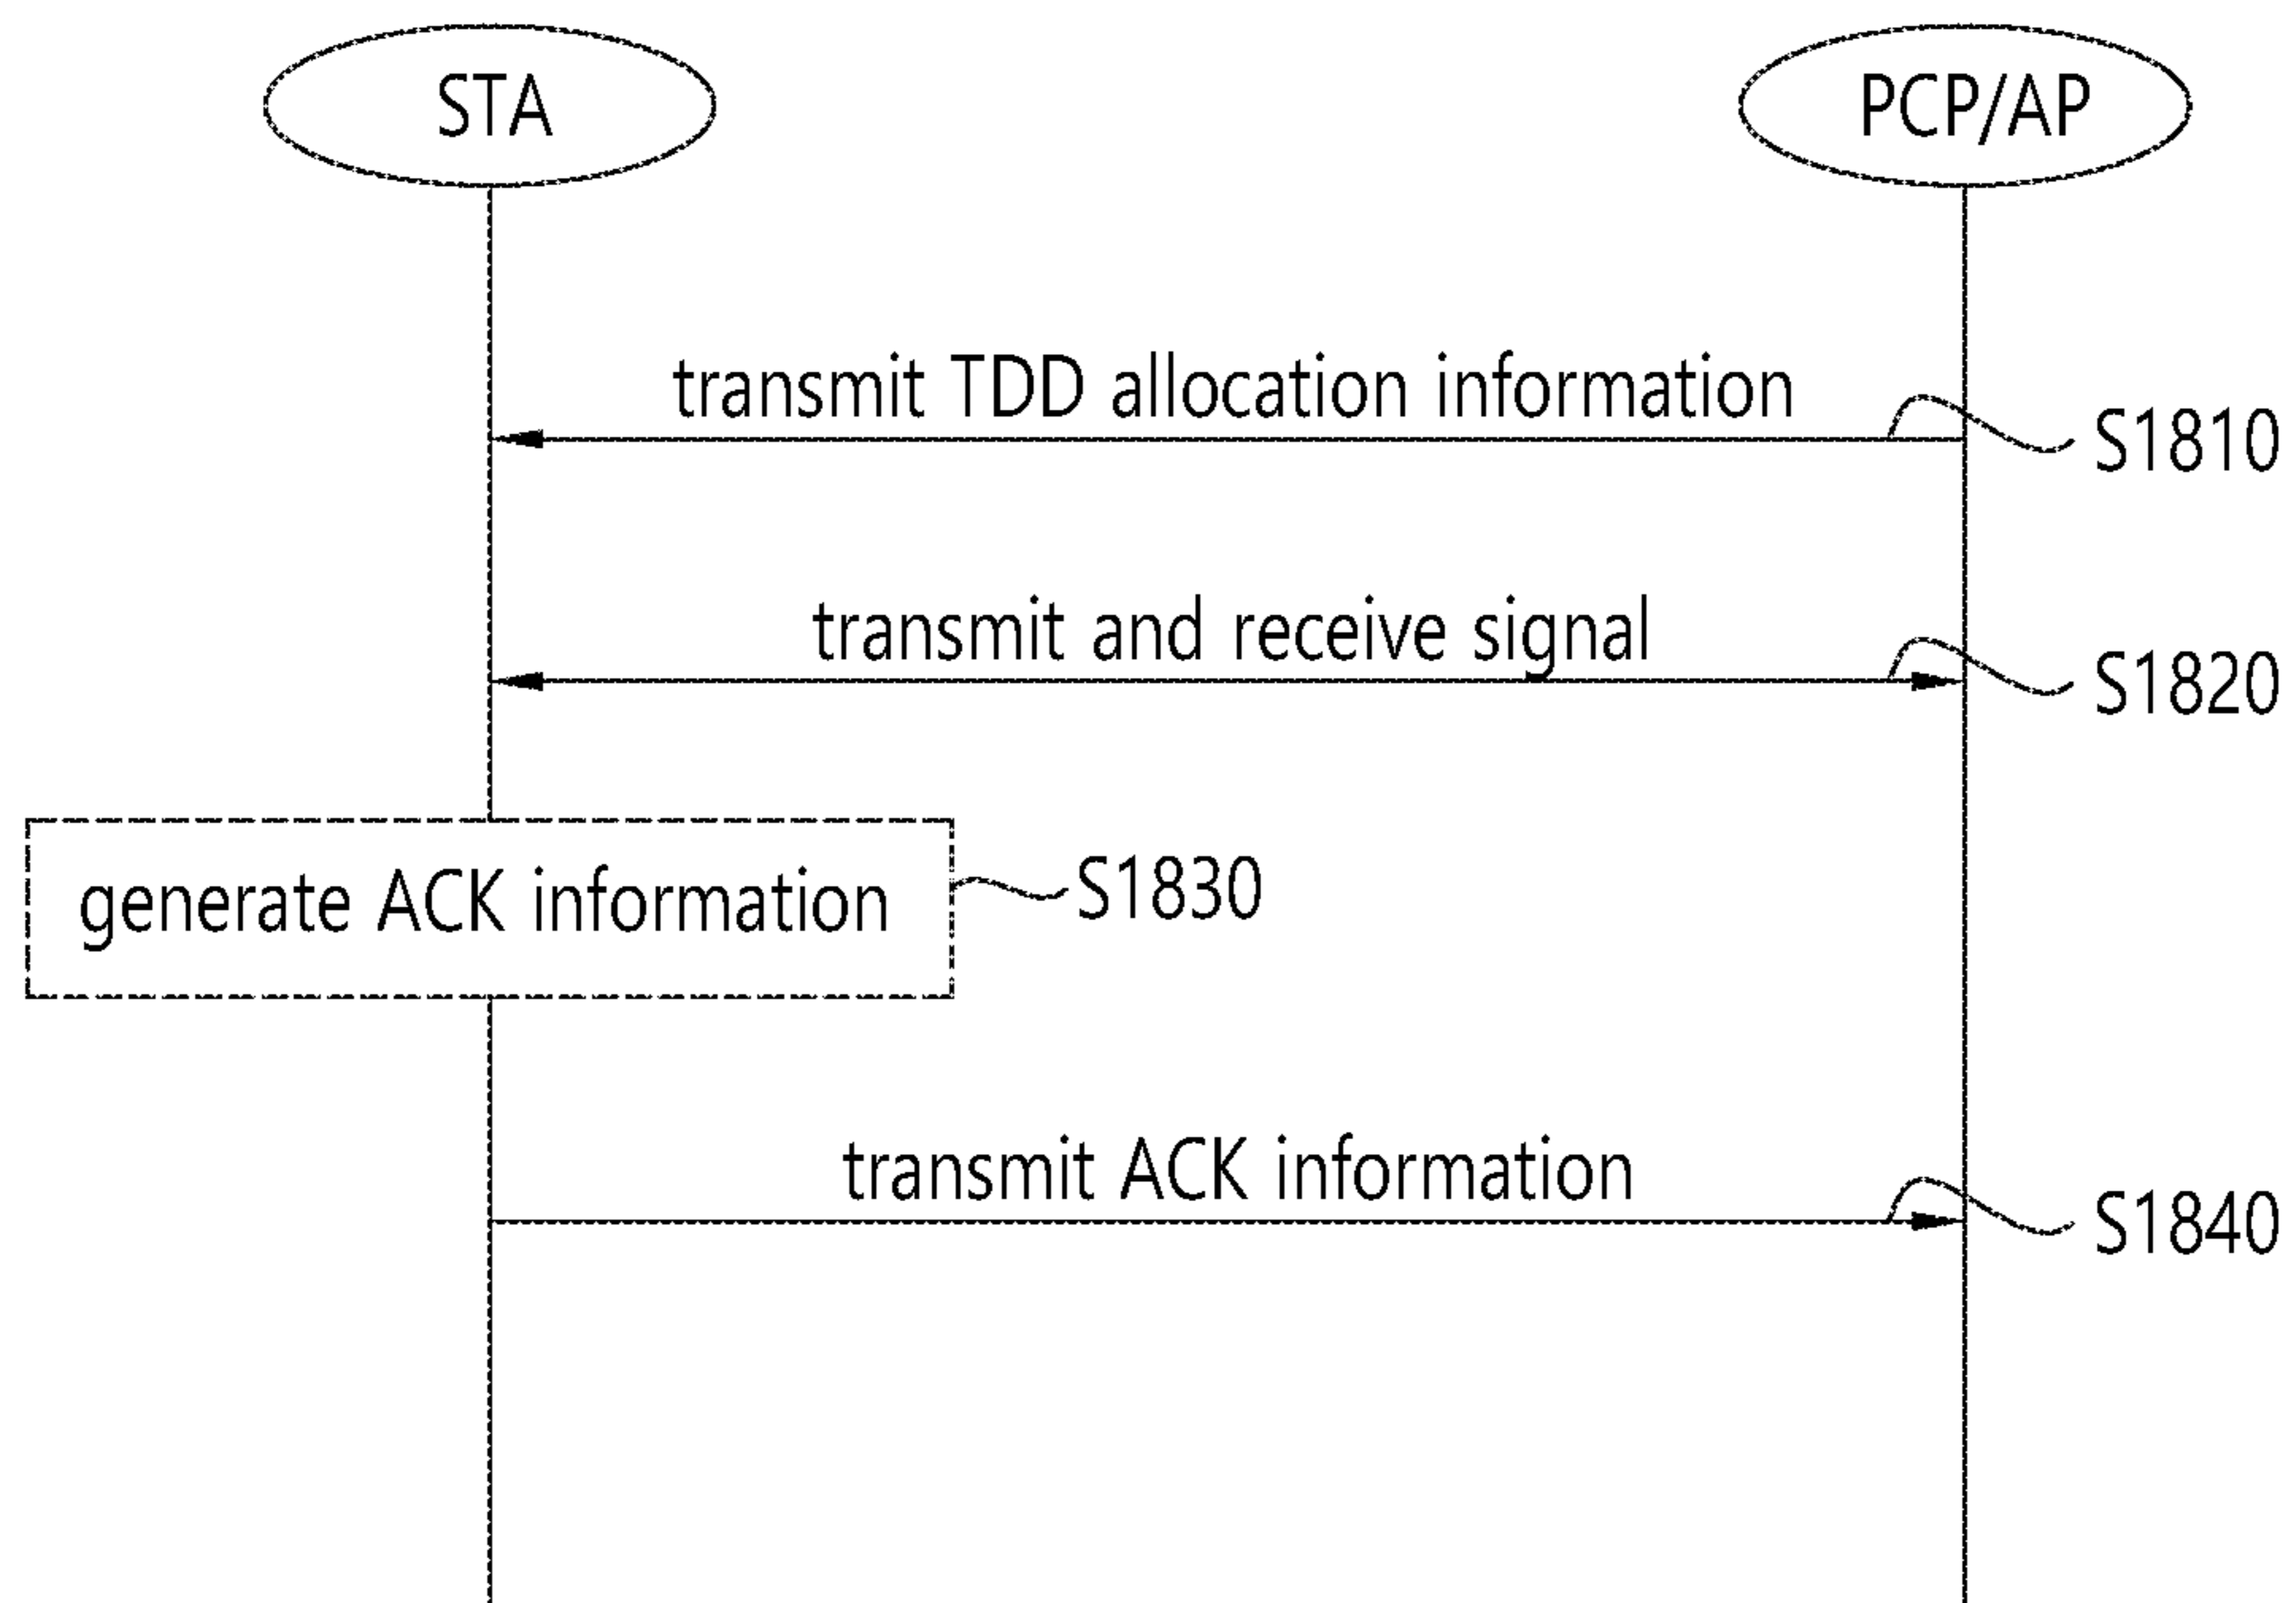 STA
PCP/AP
transmit TDD allocation information
S1810
transmit and receive signal
S1820
generate ACK information
S1830
transmit ACK information
S1840